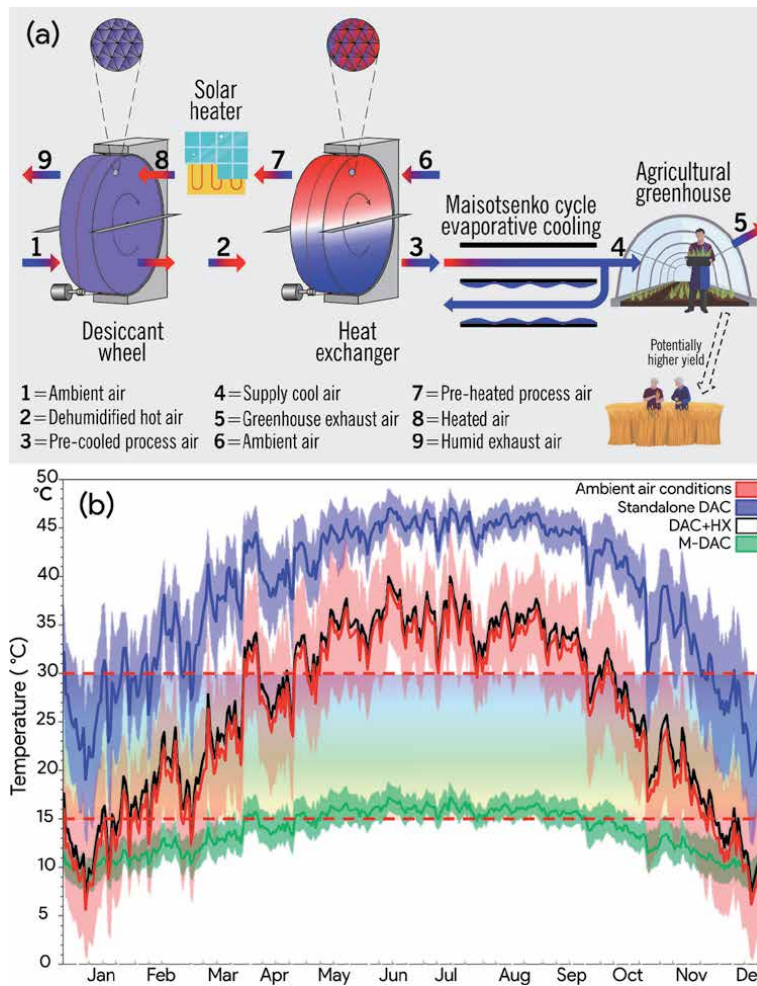 (a)
Solar
heater
9
8
7
6
1
2
3
4
5
Maisotsenko cycle
evaporative cooling
Agricultural
greenhouse
Desiccant
wheel
Heat
exchanger
Potentially
higher yield
1=Ambient air
2=Dehumidified hot air
3=Pre-cooled process air
4=Supply cool air
5=Greenhouse exhaust air
6=Ambient air
7=Pre-heated process air
8=Heated air
9=Humid exhaust air
(b)
°C
Ambient air conditions
Standalone DAC
DAC+HX
M-DAC
Temperature (°C)
50
45
40
35
30
25
20
15
10
5
0
Jan Feb Mar Apr May Jun Jul Aug Sep Oct Nov De